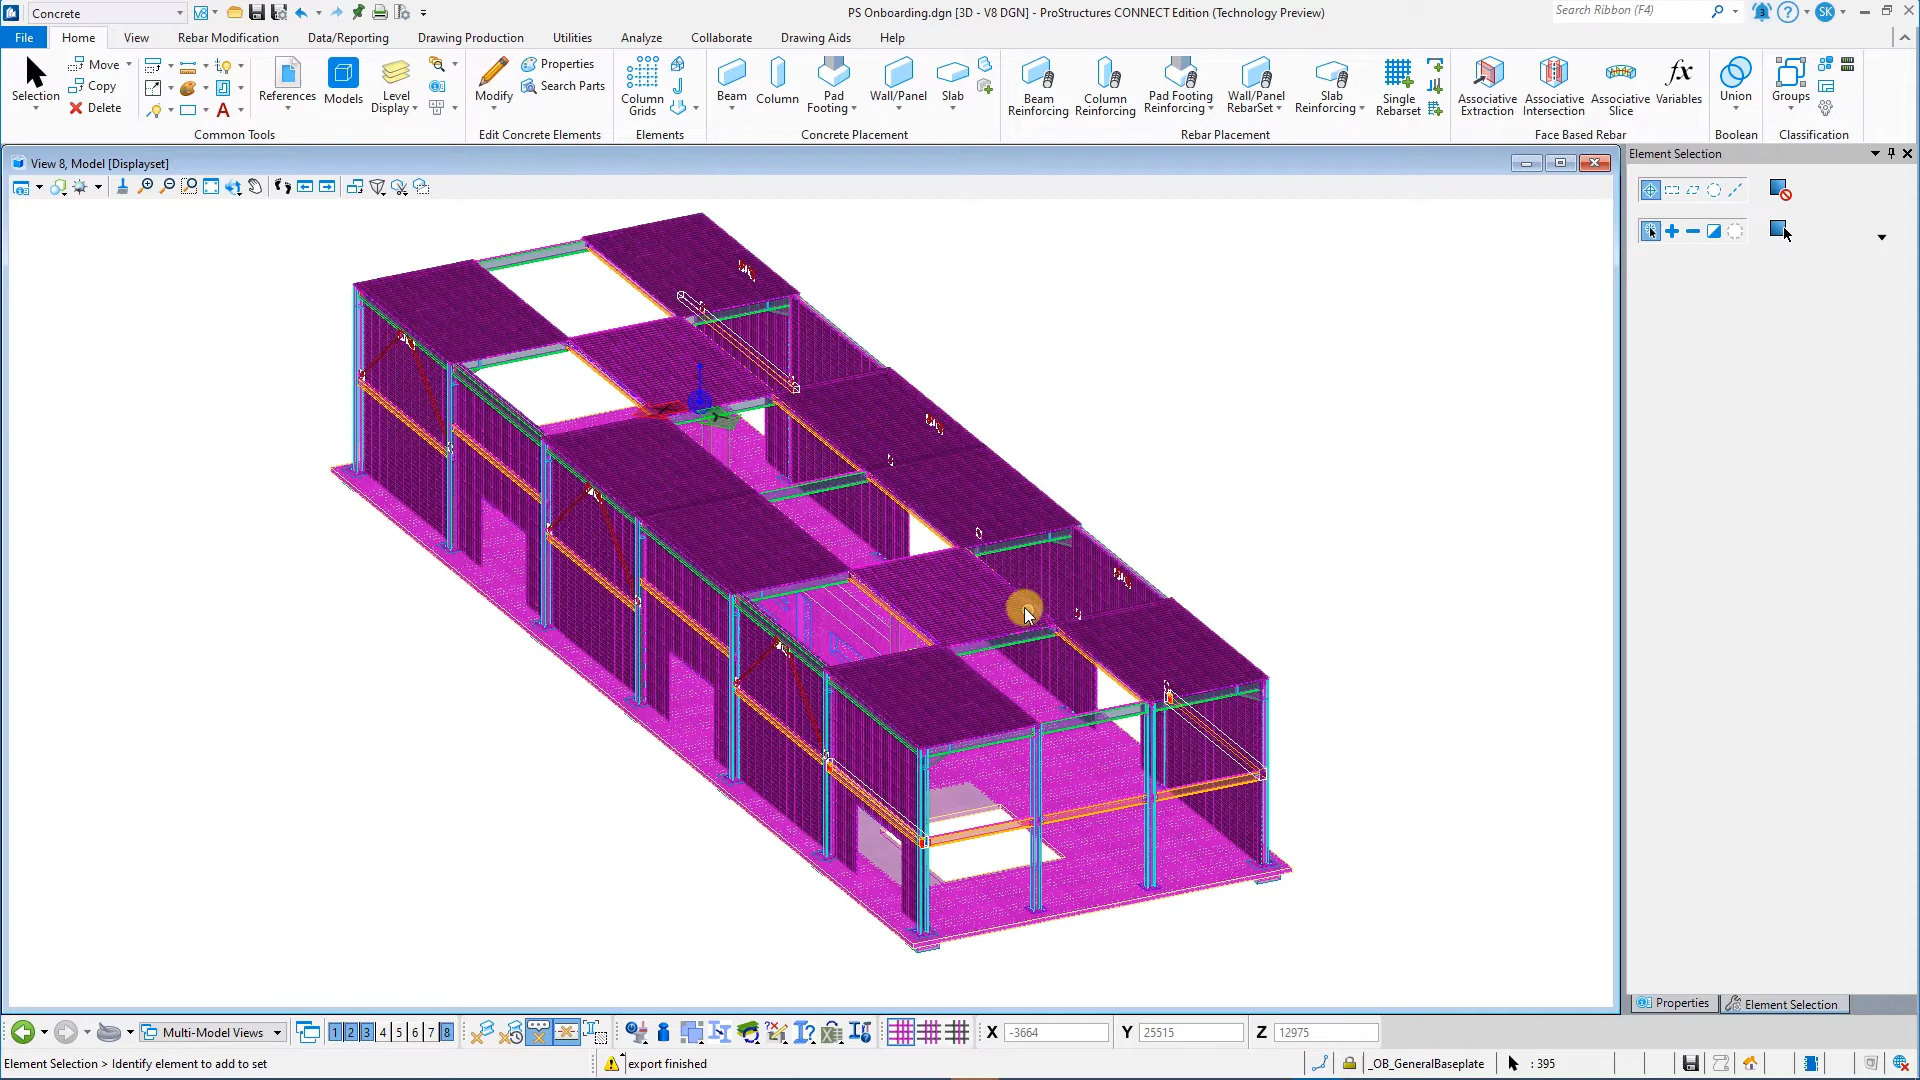 Concrete
PS Onboarding.dgn [3D - V8 DGN] - ProStructures CONNECT Edition (Technology Preview)
Search Ribbon (F4)
3
SK
File
Home
View
Rebar Modification
Data/Reporting
Drawing Production
Utilities
Analyze
Collaborate
Drawing Aids
Help
Selection
Move
Copy
Delete
References
Models
Level Display
Common Tools
Modify
Properties
Search Parts
Edit Concrete Elements
Column Grids
Elements
Beam
Column
Pad Footing
Wall/Panel
Slab
Concrete Placement
Beam Reinforcing
Column Reinforcing
Pad Footing Reinforcing
Wall/Panel RebarSet
Slab Reinforcing
Single Rebarset
Rebar Placement
Associative Extraction
Associative Intersection
Associative Slice
Variables
Face Based Rebar
Union
Boolean
Groups
Classification
View 8, Model [Displayset]
Element Selection
Properties
Element Selection
Multi-Model Views
1 2 3 4 5 6 7 8
X -3664
Y 25515
Z 12975
Element Selection > Identify element to add to set
export finished
_OB_GeneralBaseplate
: 395